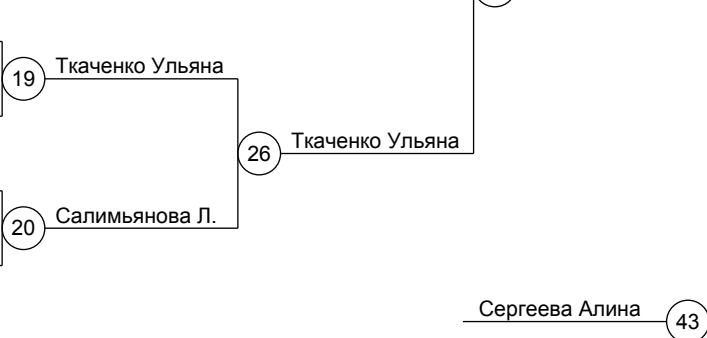 19 Ткаченко Ульяна
26 Ткаченко Ульяна
20 Салимьянова Л.
Сергеева Алина 43